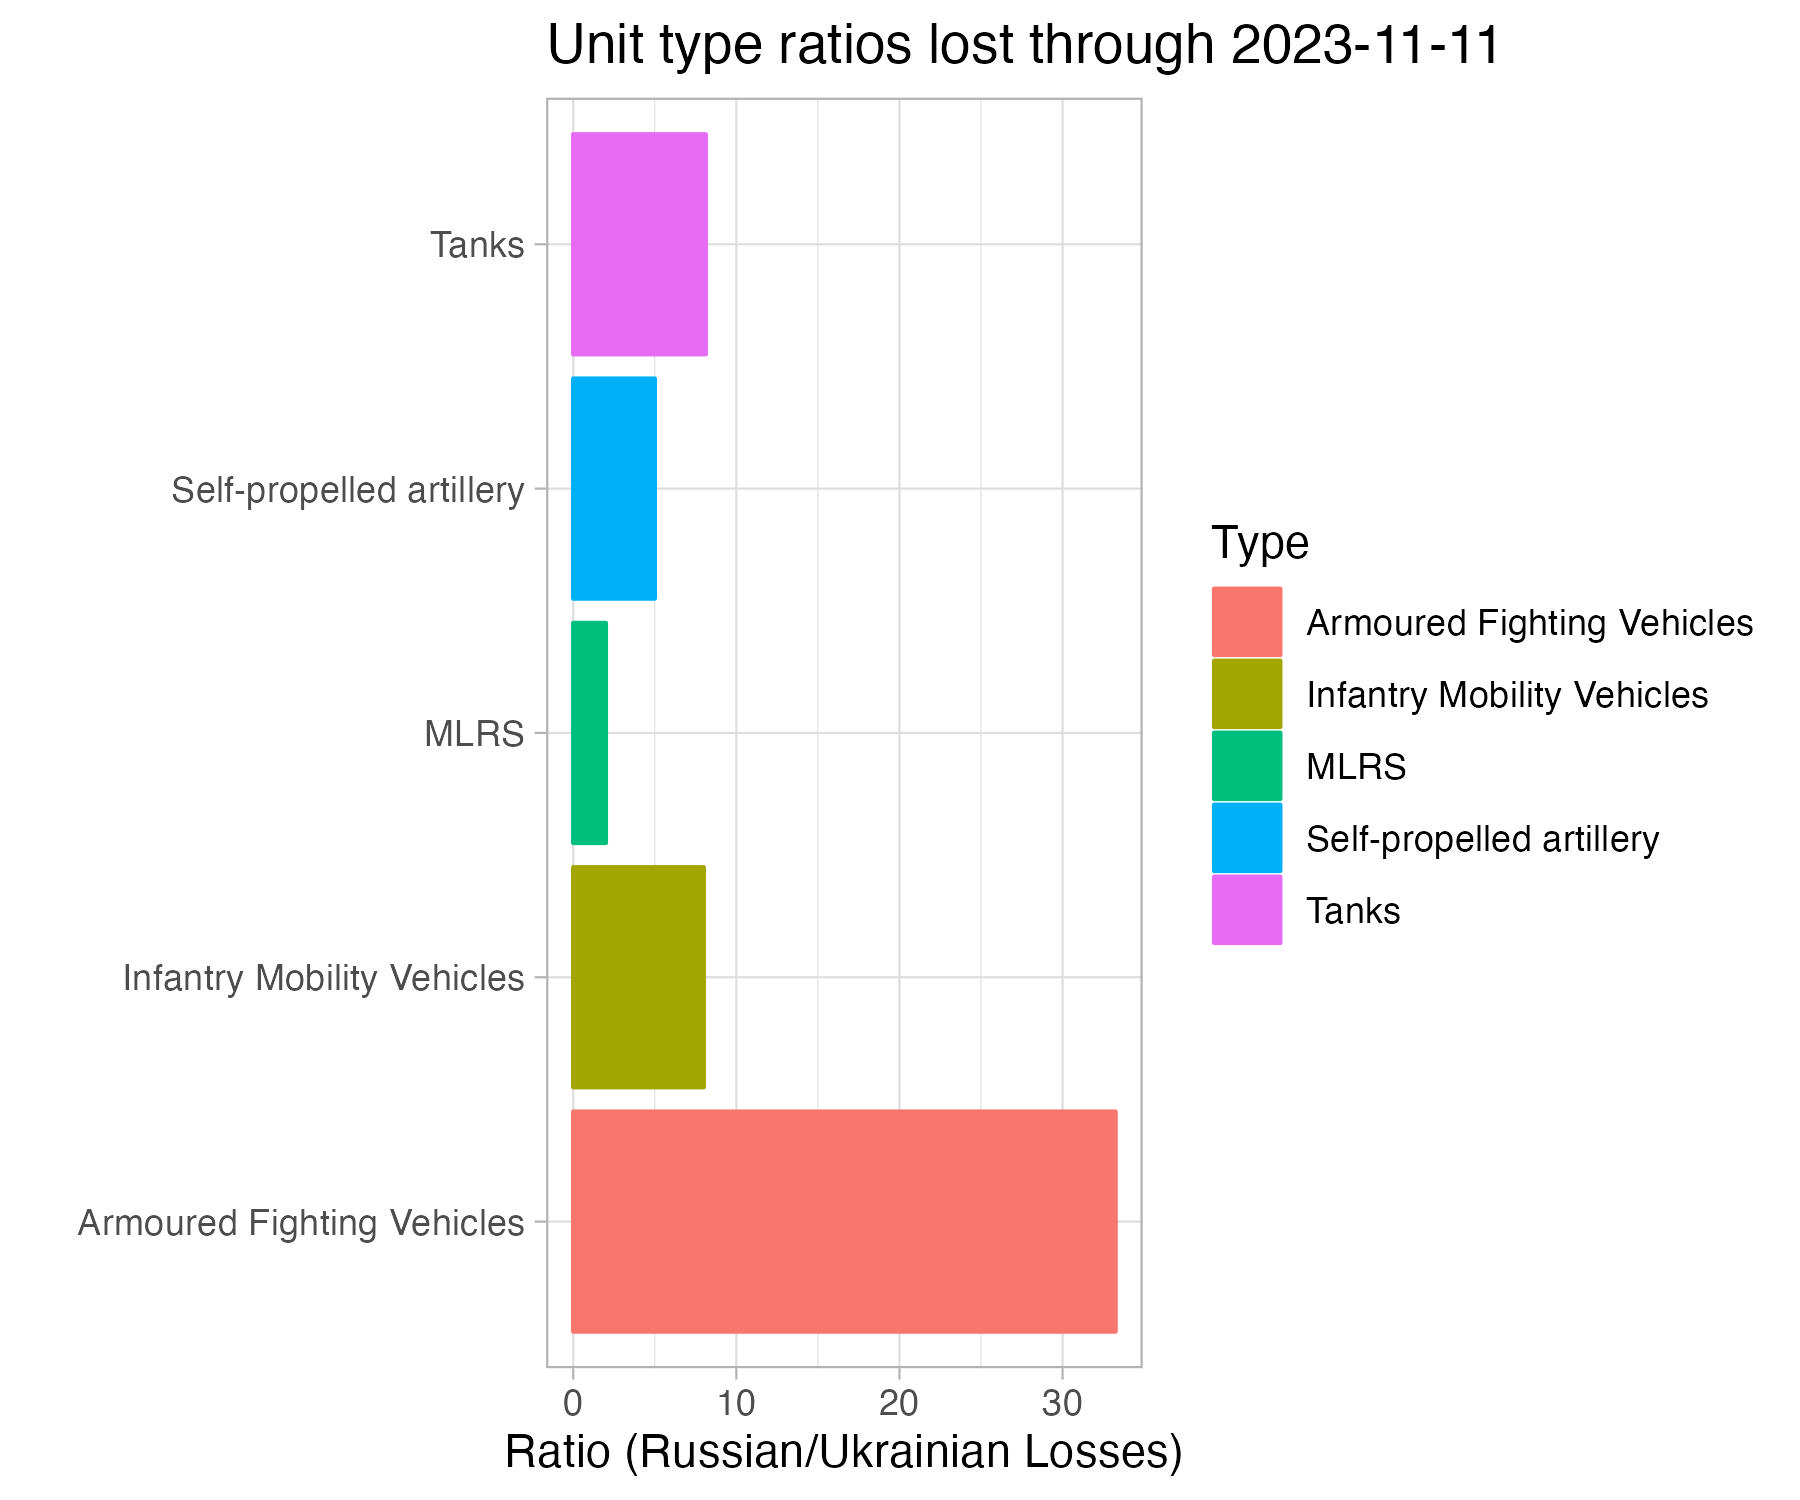 Unit type ratios lost through 2023-11-11
Tanks
Self-propelled artillery
MLRS
Infantry Mobility Vehicles
Armoured Fighting Vehicles
0 10 20 30
Ratio (Russian/Ukrainian Losses)
Type
Armoured Fighting Vehicles
Infantry Mobility Vehicles
MLRS
Self-propelled artillery
Tanks